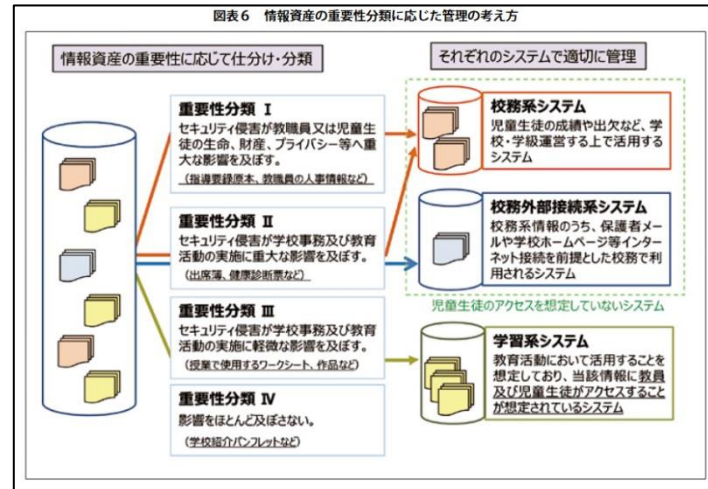 図表６　情報資産の重要性分類に応じた管理の考え方
情報資産の重要性に応じて仕分け・分類
それぞれのシステムで適切に管理
重要性分類 Ⅰ
セキュリティ侵害が教職員又は児童生
徒の生命、財産、プライバシー等へ重
大な影響を及ぼす。
（指導要録原本、教職員の人事情報など）
重要性分類 Ⅱ
セキュリティ侵害が学校事務及び教育
活動の実施に重大な影響を及ぼす。
（出席簿、健康診断票など）
重要性分類 Ⅲ
セキュリティ侵害が学校事務及び教育
活動の実施に軽微な影響を及ぼす。
（授業で使用するワークシート、作品など）
重要性分類 Ⅳ
影響をほとんど及ぼさない。
（学校紹介パンフレットなど）
校務系システム
児童生徒の成績や出欠など、学
校・学級運営する上で活用する
システム
校務外部接続系システム
校務系情報のうち、保護者メー
ルや学校ホームページ等インター
ネット接続を前提とした校務で利
用されるシステム
児童生徒のアクセスを想定していないシステム
学習系システム
教育活動において活用することを
想定しており、当該情報に教員
及び児童生徒がアクセスすること
が想定されているシステム